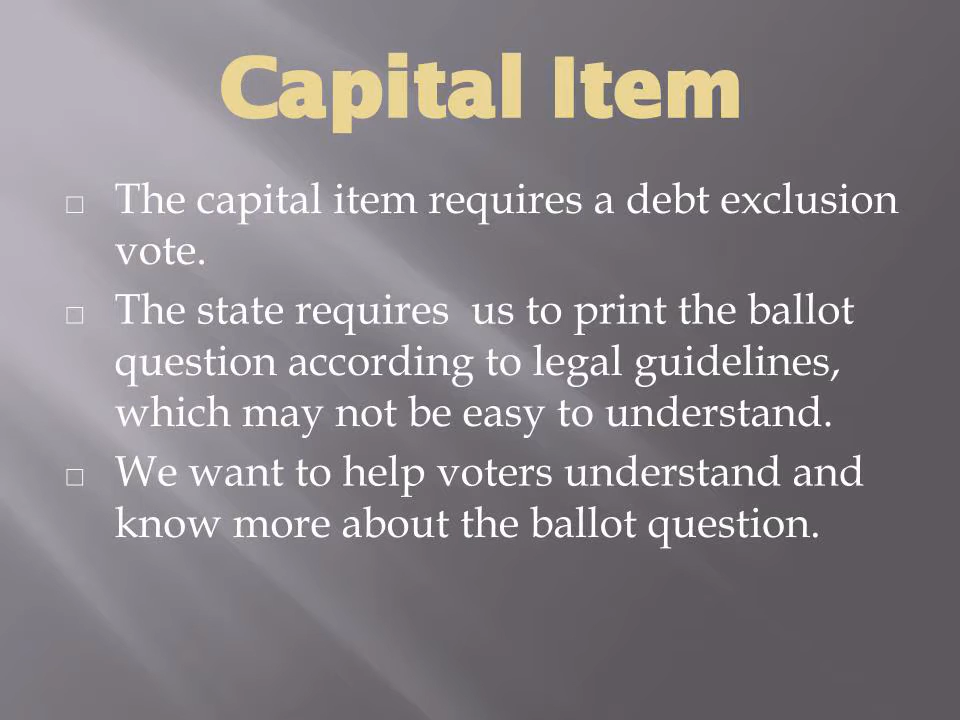 Capital Item
□ The capital item requires a debt exclusion
vote.
□ The state requires  us to print the ballot
question according to legal guidelines,
which may not be easy to understand.
□ We want to help voters understand and
know more about the ballot question.